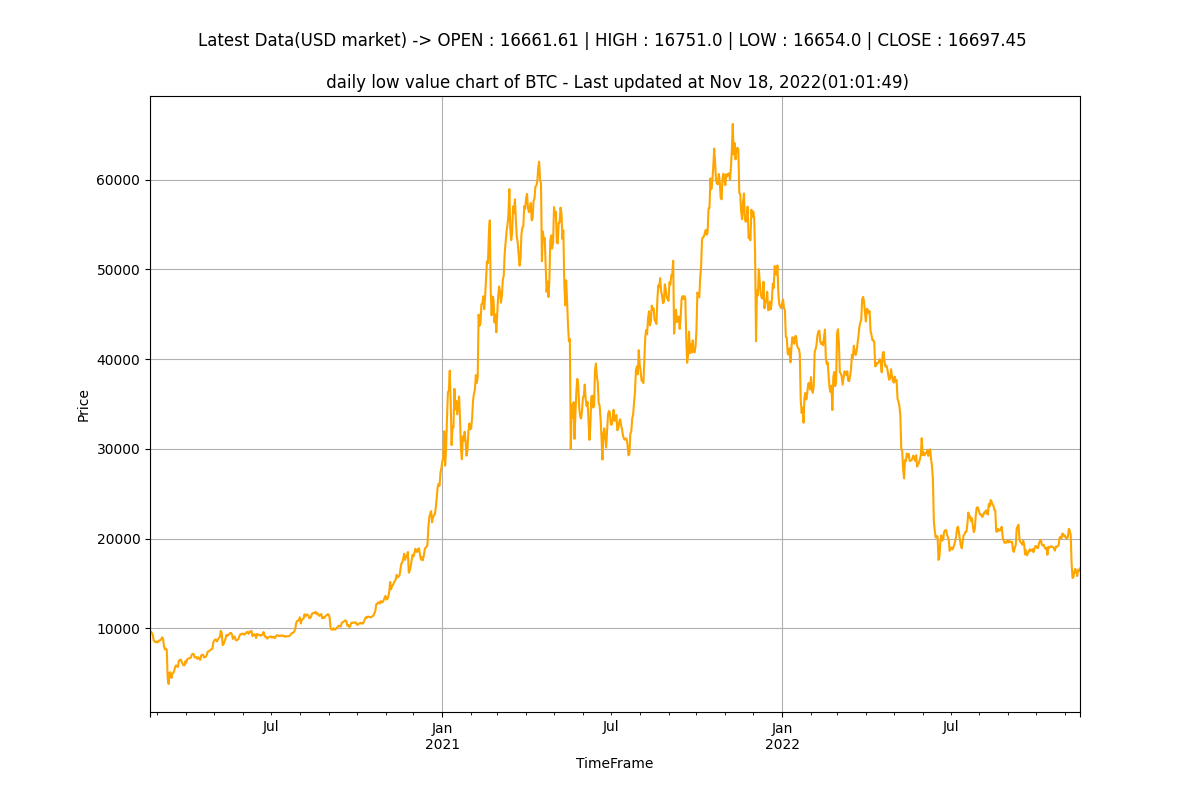 Latest Data(USD market) -> OPEN : 16661.61 | HIGH : 16751.0 | LOW : 16654.0 | CLOSE : 16697.45
daily low value chart of BTC - Last updated at Nov 18, 2022(01:01:49)
60000
50000
40000
30000
20000
10000
Price
Jul
Jan
2021
Jul
Jan
2022
Jul
TimeFrame